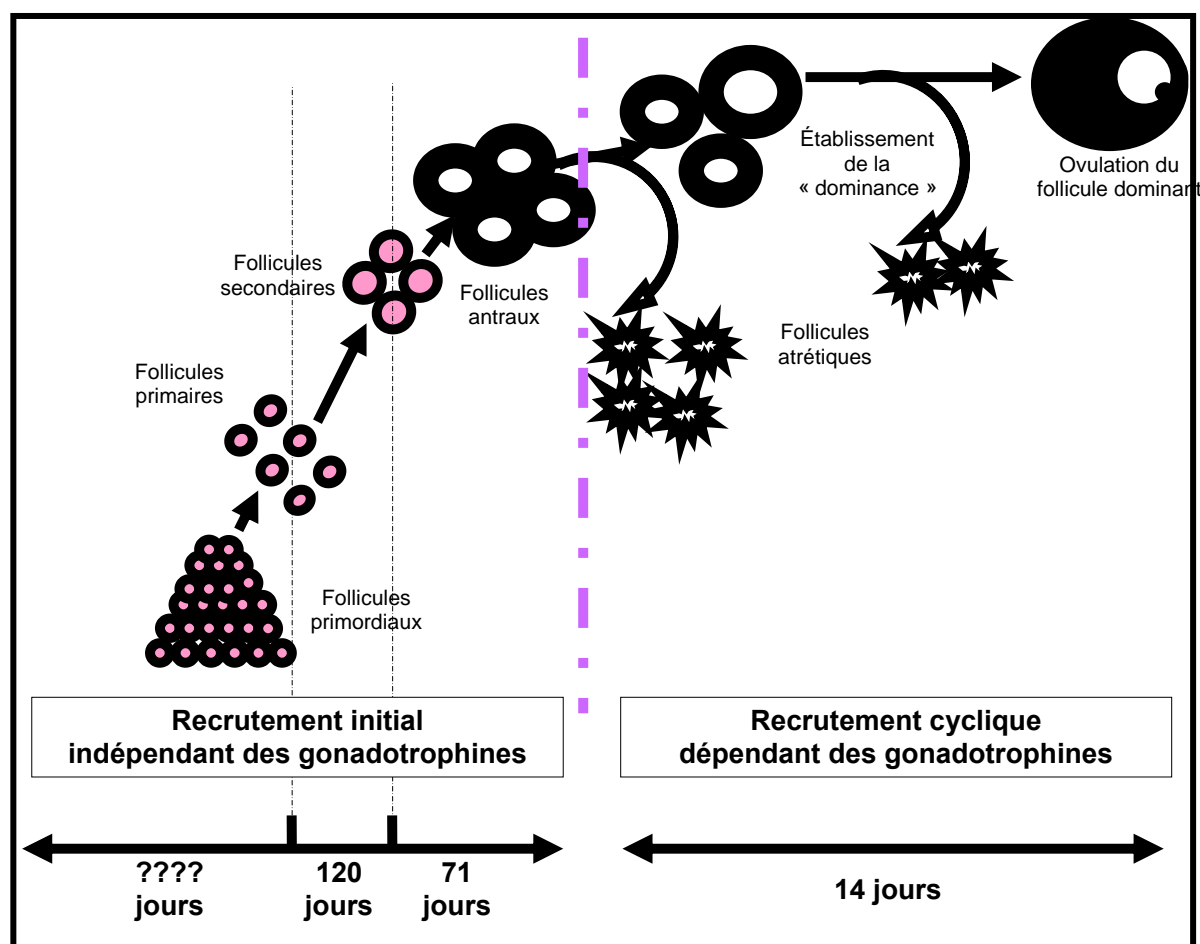 Établissement
de la
« dominance »
Ovulation du
follicule dominant
Follicules
secondaires
Follicules
antraux
Follicules
atrétiques
Follicules
primaires
Follicules
primordiaux
Recrutement initial
indépendant des gonadotrophines
Recrutement cyclique
dépendant des gonadotrophines
????
jours
120
jours
71
jours
14 jours